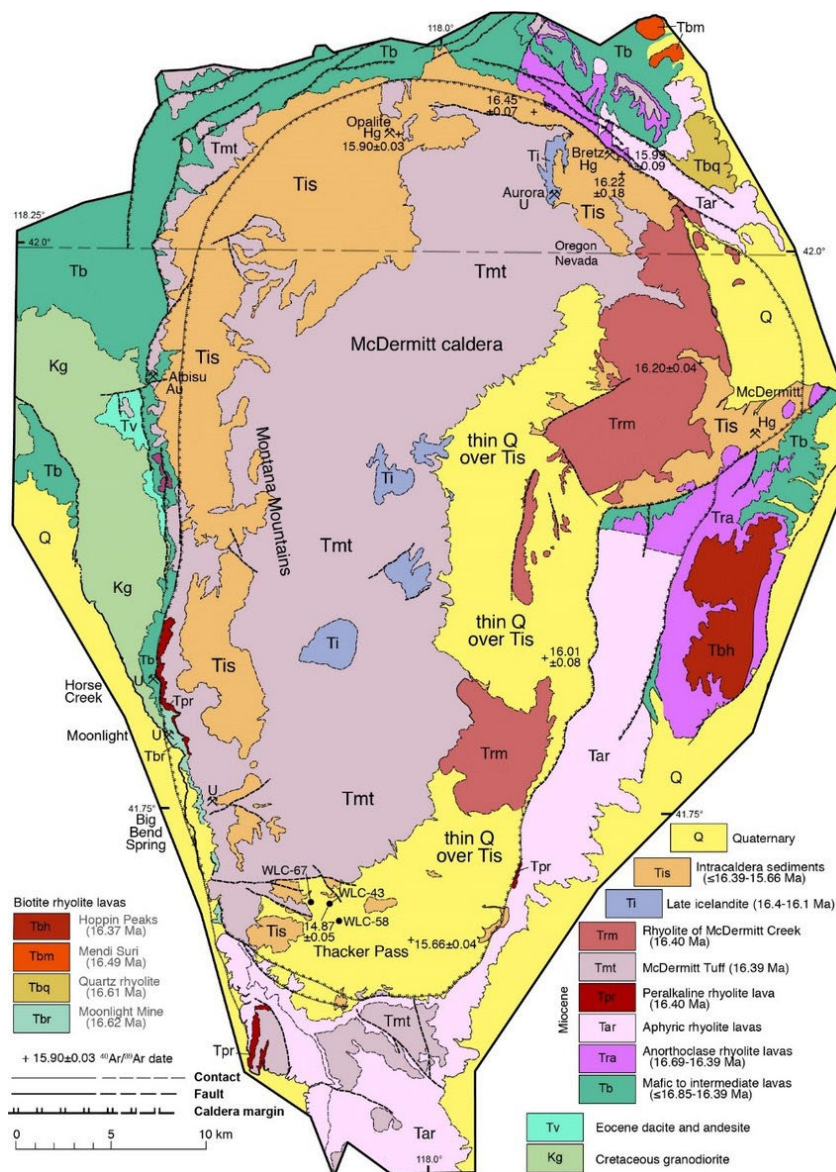 118.0°
Tb
Tbm
Tb
16.45
±0.07
Opalite
Hg
15.90±0.03
Tmt
Ti
Bretz
Hg
15.99
±0.09
Tbq
Tis
16.22
±0.18
Aurora
U
Tis
Tar
118.25°
42.0°
Oregon
Nevada
42.0°
Tb
Tmt
Q
McDermitt caldera
Kg
Tis
Albisu
Au
16.20±0.04
McDermitt
Tv
thin Q
over Tis
Trm
Tis
Hg
Tb
Tb
Montana Mountains
Ti
Q
Tmt
Tra
Kg
thin Q
over Tis
Ti
Tis
16.01
±0.08
Tbh
Tb
U
Horse
Creek
Tpr
Moonlight
U
Tbr
Trm
Tar
Q
U
Tmt
41.75°
Big
Bend
Spring
thin Q
over Tis
41.75°
Tpr
WLC-67
WLC-43
WLC-58
14.87
±0.05
Tis
15.66±0.04
Thacker Pass
Tmt
Tpr
Tar
118.0°
Biotite rhyolite lavas
Tbh Hoppin Peaks
(16.37 Ma)
Tbm Mendi Suri
(16.49 Ma)
Tbq Quartz rhyolite
(16.61 Ma)
Tbr Moonlight Mine
(16.62 Ma)
+ 15.90±0.03 ⁴⁰Ar/³⁹Ar date
Contact
Fault
Caldera margin
0 5 10 km
Q Quaternary
Tis Intracaldera sediments
(≤16.39-15.66 Ma)
Ti Late icelandite (16.4-16.1 Ma)
Miocene
Trm Rhyolite of McDermitt Creek
(16.40 Ma)
Tmt McDermitt Tuff (16.39 Ma)
Tpr Peralkaline rhyolite lava
(16.40 Ma)
Tar Aphyric rhyolite lavas
Tra Anorthoclase rhyolite lavas
(16.69-16.39 Ma)
Tb Mafic to intermediate lavas
(≤16.85-16.39 Ma)
Tv Eocene dacite and andesite
Kg Cretaceous granodiorite